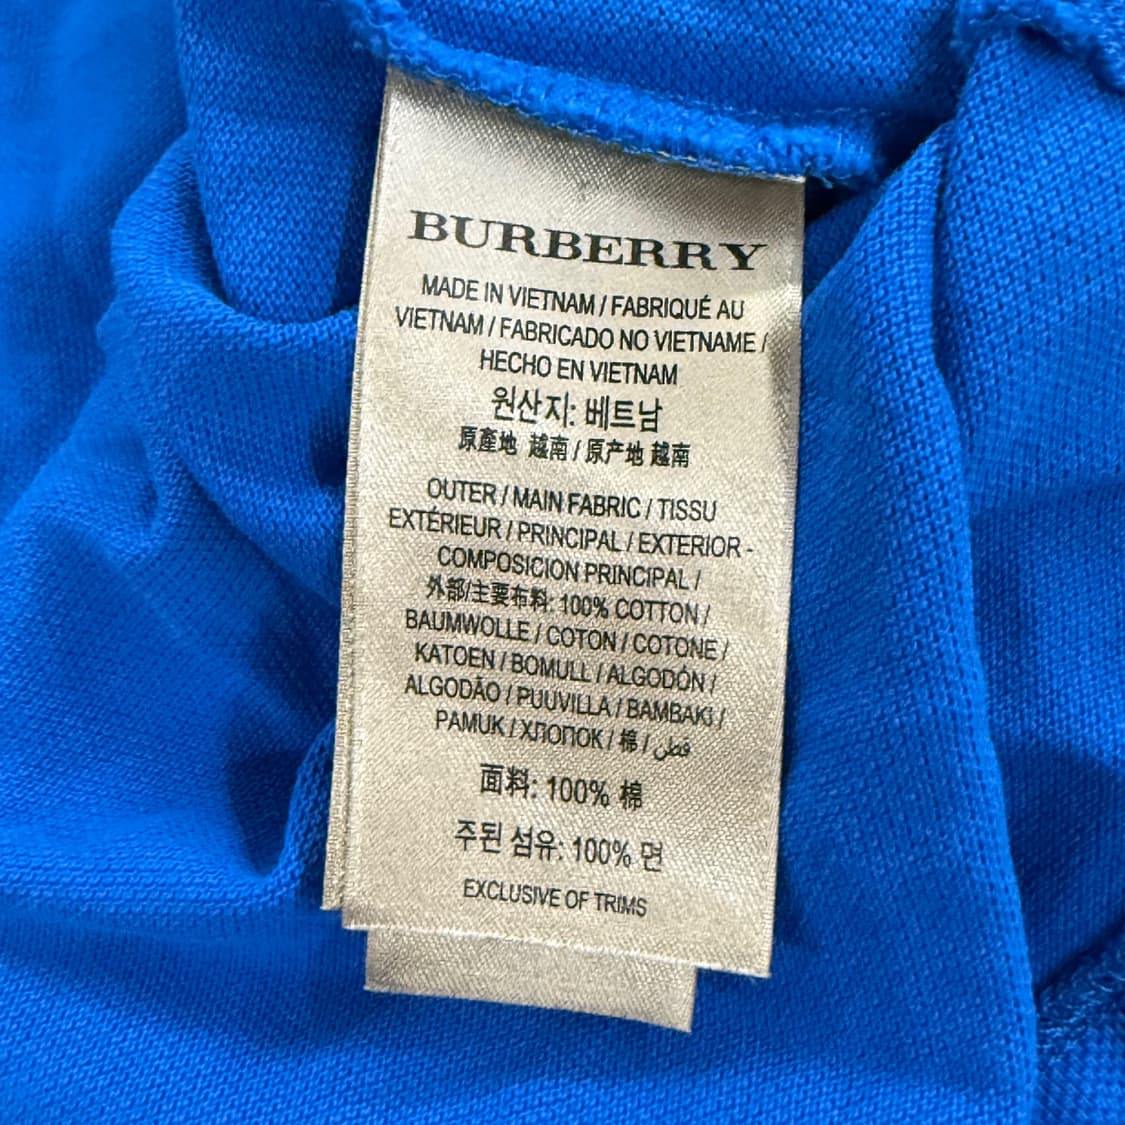 BURBERRY
MADE IN VIETNAM / FABRIQUÉ AU
VIETNAM / FABRICADO NO VIETNAME /
HECHO EN VIETNAM
원산지: 베트남
原產地 越南 / 原产地 越南
OUTER / MAIN FABRIC / TISSU
EXTÉRIEUR / PRINCIPAL / EXTERIOR -
COMPOSICION PRINCIPAL /
外部/主要布料: 100% COTTON /
BAUMWOLLE / COTON / COTONE /
KATOEN / BOMULL / ALGODÓN /
ALGODÃO / PUUVILLA / BAMBAKI /
PAMUK / ХЛОПОК / 棉 / قطن
面料: 100% 棉
주된 섬유: 100% 면
EXCLUSIVE OF TRIMS